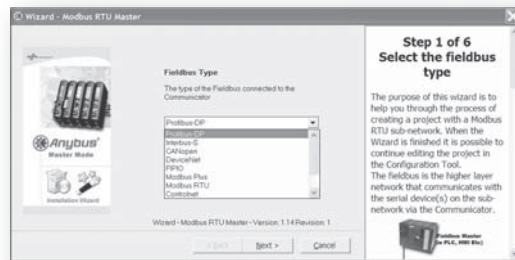 Wizard - Modbus RTU Master
Anybus®
Master Mode
Installation Wizard
Fieldbus Type
The type of the Fieldbus connected to the
Communicator
Profibus-DP
Profibus-DP
Interbus-S
CANopen
DeviceNet
FIPIO
Modbus Plus
Modbus RTU
Controlnet
Wizard - Modbus RTU Master - Version: 1.14 Revision: 1
< Back
Next >
Cancel
Step 1 of 6
Select the fieldbus
type
The purpose of this wizard is to
help you through the process of
creating a project with a Modbus
RTU sub-network. When the
Wizard is finished it is possible to
continue editing the project in
the Configuration Tool.
The fieldbus is the higher layer
network that communicates with
the serial device(s) on the sub-
network via the Communicator.
Fieldbus Master
(ie PLC, HMI Etc)